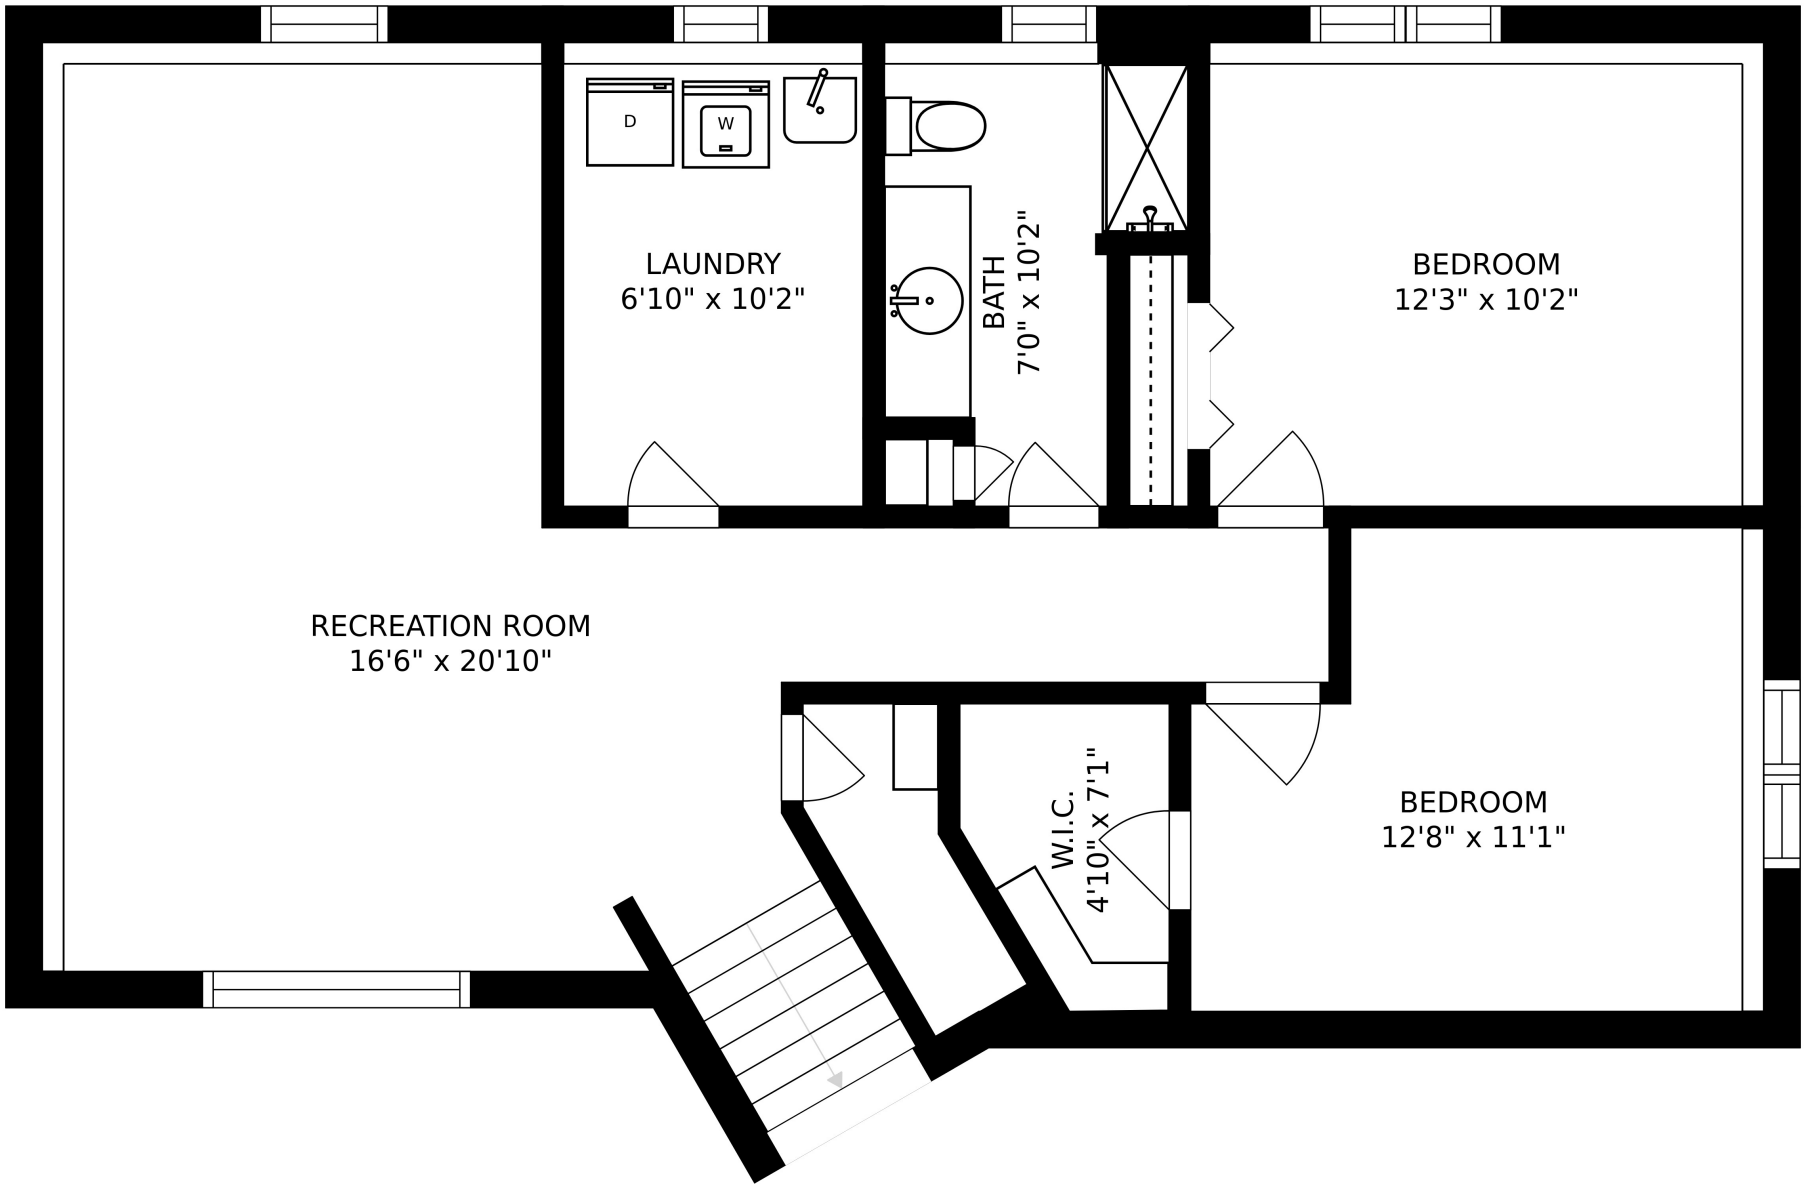 D
W
LAUNDRY
6'10" x 10'2"
BATH
7'0" x 10'2"
BEDROOM
12'3" x 10'2"
RECREATION ROOM
16'6" x 20'10"
W.I.C.
4'10" x 7'1"
BEDROOM
12'8" x 11'1"